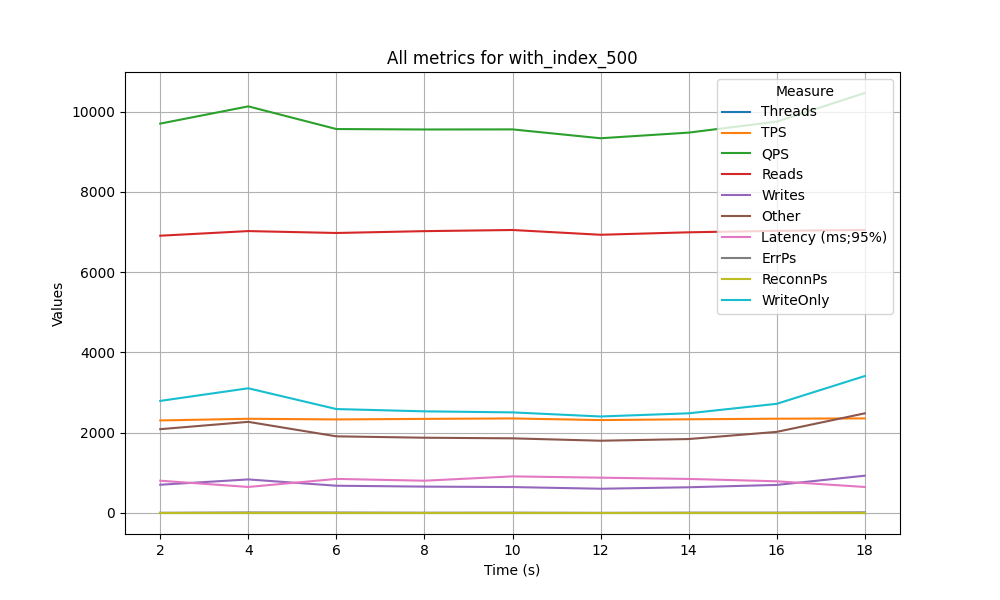 All metrics for with_index_500
Values
10000
8000
6000
4000
2000
0
Measure
Threads
TPS
QPS
Reads
Writes
Other
Latency (ms;95%)
ErrPs
ReconnPs
WriteOnly
2 4 6 8 10 12 14 16 18
Time (s)